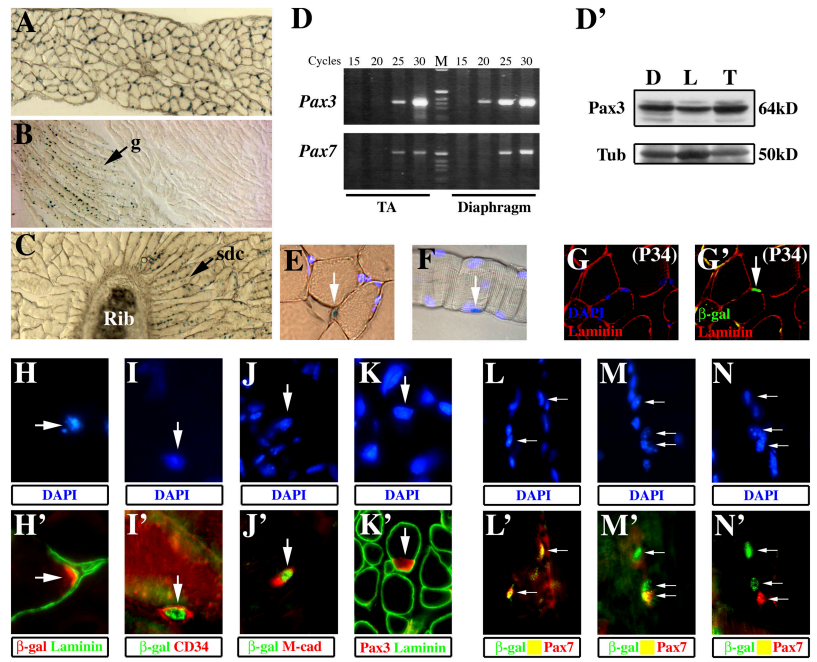 A
B
g
C
sdc
Rib
D
Cycles 15 20 25 30 M 15 20 25 30
Pax3
Pax7
TA Diaphragm
D'
D L T
Pax3 64kD
Tub 50kD
E
F
G (P34)
DAPI
Laminin
G' (P34)
β-gal
Laminin
H I J K L M N
DAPI DAPI DAPI DAPI DAPI DAPI DAPI
H' I' J' K' L' M' N'
β-gal Laminin
β-gal CD34
β-gal M-cad
Pax3 Laminin
β-gal Pax7
β-gal Pax7
β-gal Pax7